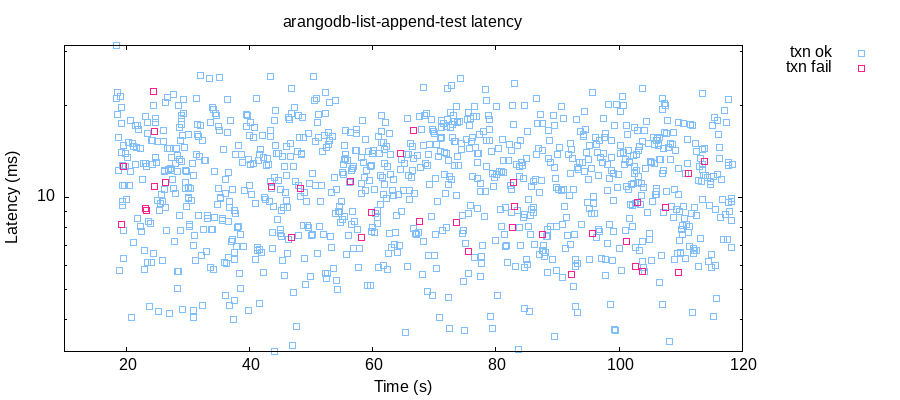 arangodb-list-append-test latency
txn ok
txn fail
Latency (ms)
10
20 40 60 80 100 120
Time (s)